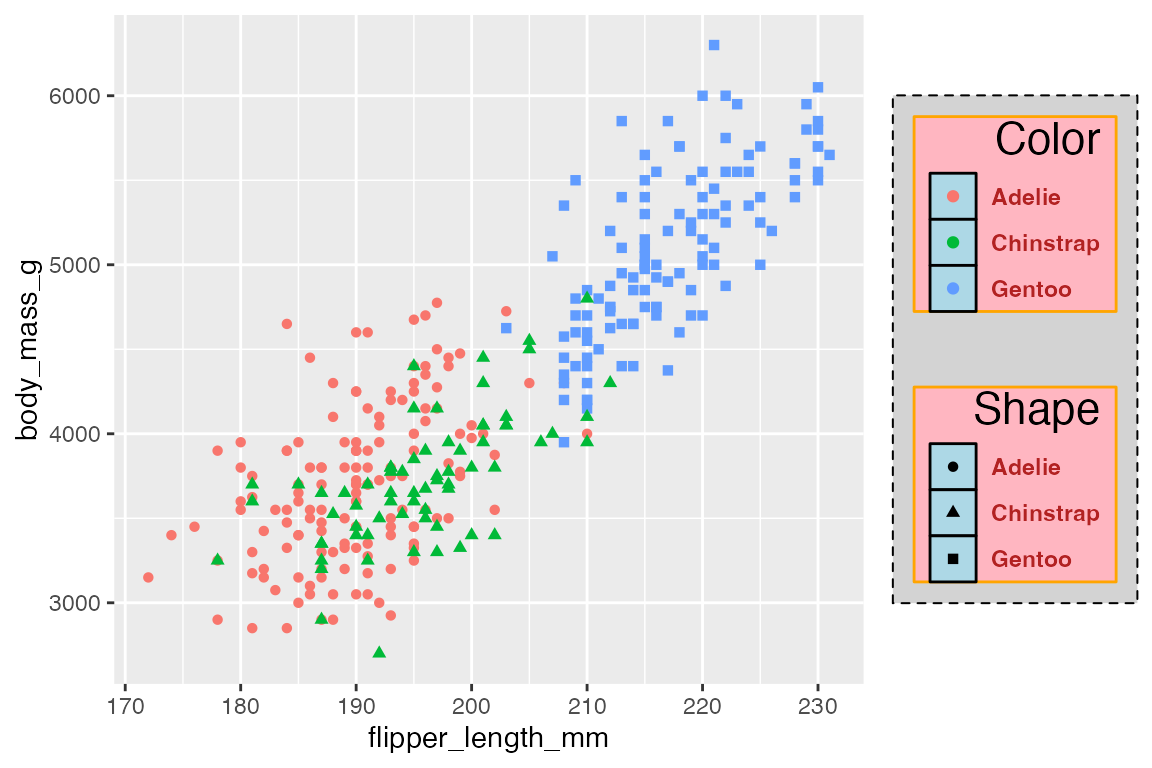 6000
5000
4000
3000
body_mass_g
170 180 190 200 210 220 230
flipper_length_mm
Color
Adelie
Chinstrap
Gentoo
Shape
Adelie
Chinstrap
Gentoo